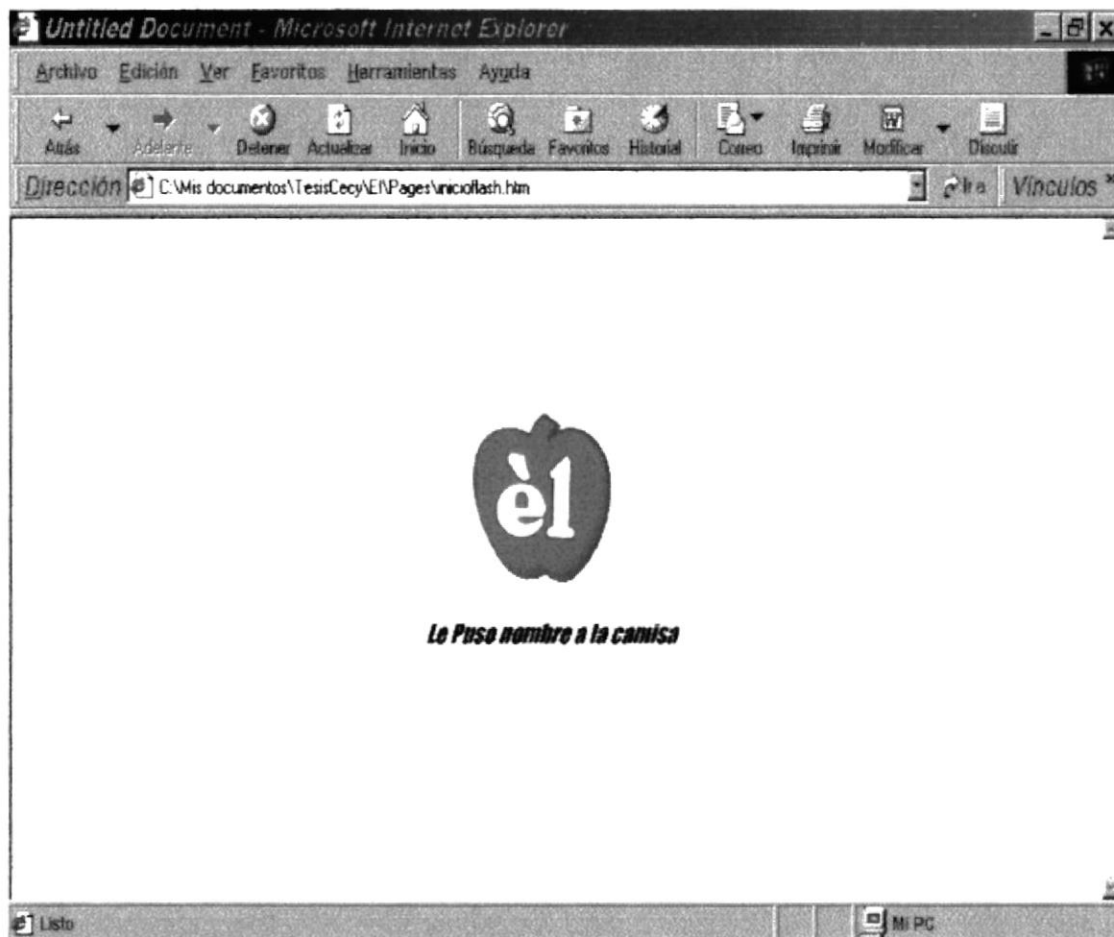 Untitled Document - Microsoft Internet Explorer
Archivo Edición Ver Favoritos Herramientas Ayuda
Atrás Adelante Detener Actualizar Inicio Búsqueda Favoritos Historial Correo Imprimir Modificar Discutir
Dirección C:\Mis documentos\TesisCecy\El\Pages\inicioflash.htm Ir a Vínculos »
èl
Le Puso nombre a la camisa
Listo Mi PC